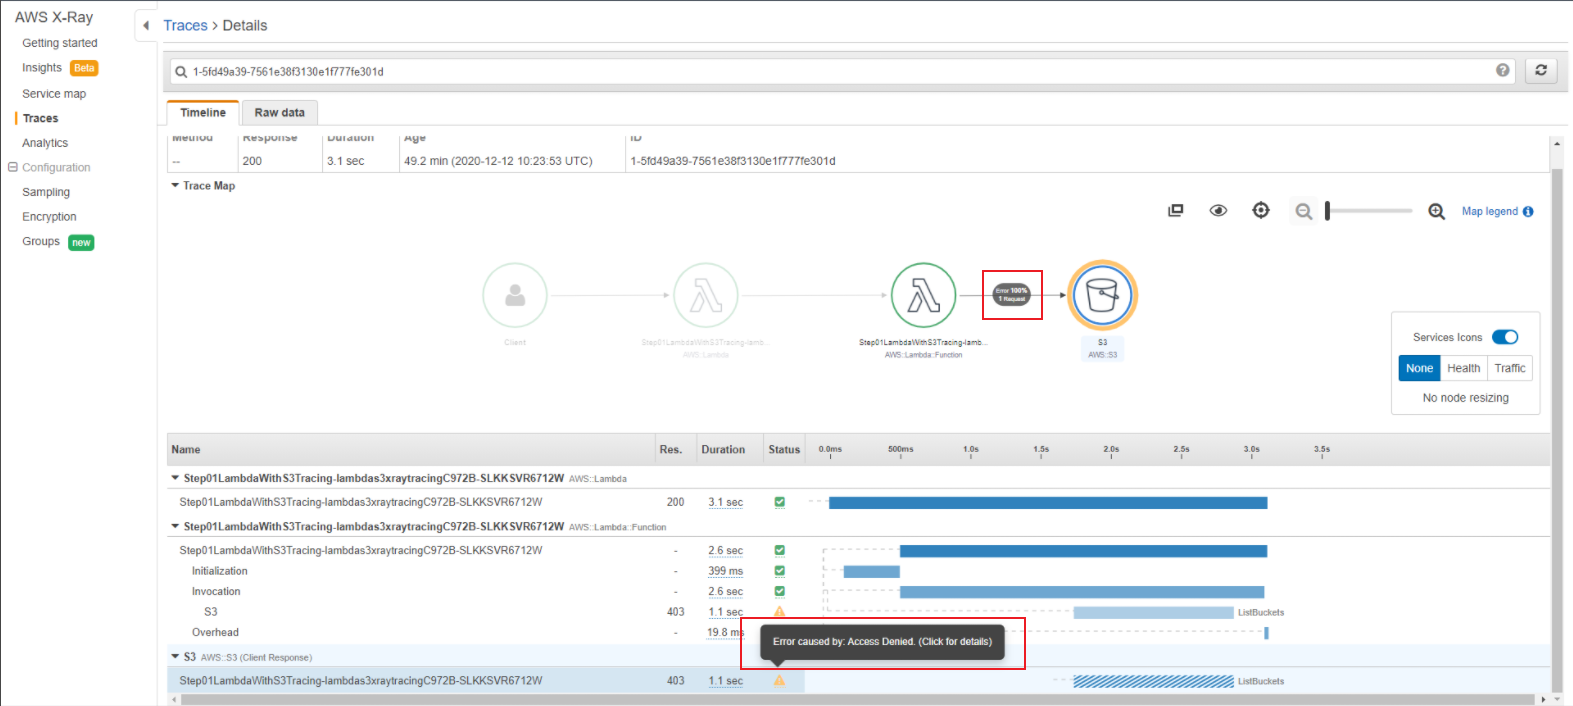 AWS X-Ray
Getting started
Insights Beta
Service map
Traces
Analytics
Configuration
Sampling
Encryption
Groups new
Traces > Details
1-5fd49a39-7561e38f3130e1f777fe301d
Timeline Raw data
Method Response Duration Age ID
-- 200 3.1 sec 49.2 min (2020-12-12 10:23:53 UTC) 1-5fd49a39-7561e38f3130e1f777fe301d
Trace Map
Map legend
Error 100%
1 Request
Client
Step01LambdaWithS3Tracing-lamb...
AWS::Lambda
Step01LambdaWithS3Tracing-lamb...
AWS::Lambda::Function
S3
AWS::S3
Services Icons
None Health Traffic
No node resizing
Name Res. Duration Status 0.0ms 500ms 1.0s 1.5s 2.0s 2.5s 3.0s 3.5s
Step01LambdaWithS3Tracing-lambdas3xraytracingC972B-SLKKSVR6712W AWS::Lambda
Step01LambdaWithS3Tracing-lambdas3xraytracingC972B-SLKKSVR6712W 200 3.1 sec
Step01LambdaWithS3Tracing-lambdas3xraytracingC972B-SLKKSVR6712W AWS::Lambda::Function
Step01LambdaWithS3Tracing-lambdas3xraytracingC972B-SLKKSVR6712W - 2.6 sec
Initialization - 399 ms
Invocation - 2.6 sec
S3 403 1.1 sec ListBuckets
Overhead - 19.8 ms
Error caused by: Access Denied. (Click for details)
S3 AWS::S3 (Client Response)
Step01LambdaWithS3Tracing-lambdas3xraytracingC972B-SLKKSVR6712W 403 1.1 sec ListBuckets